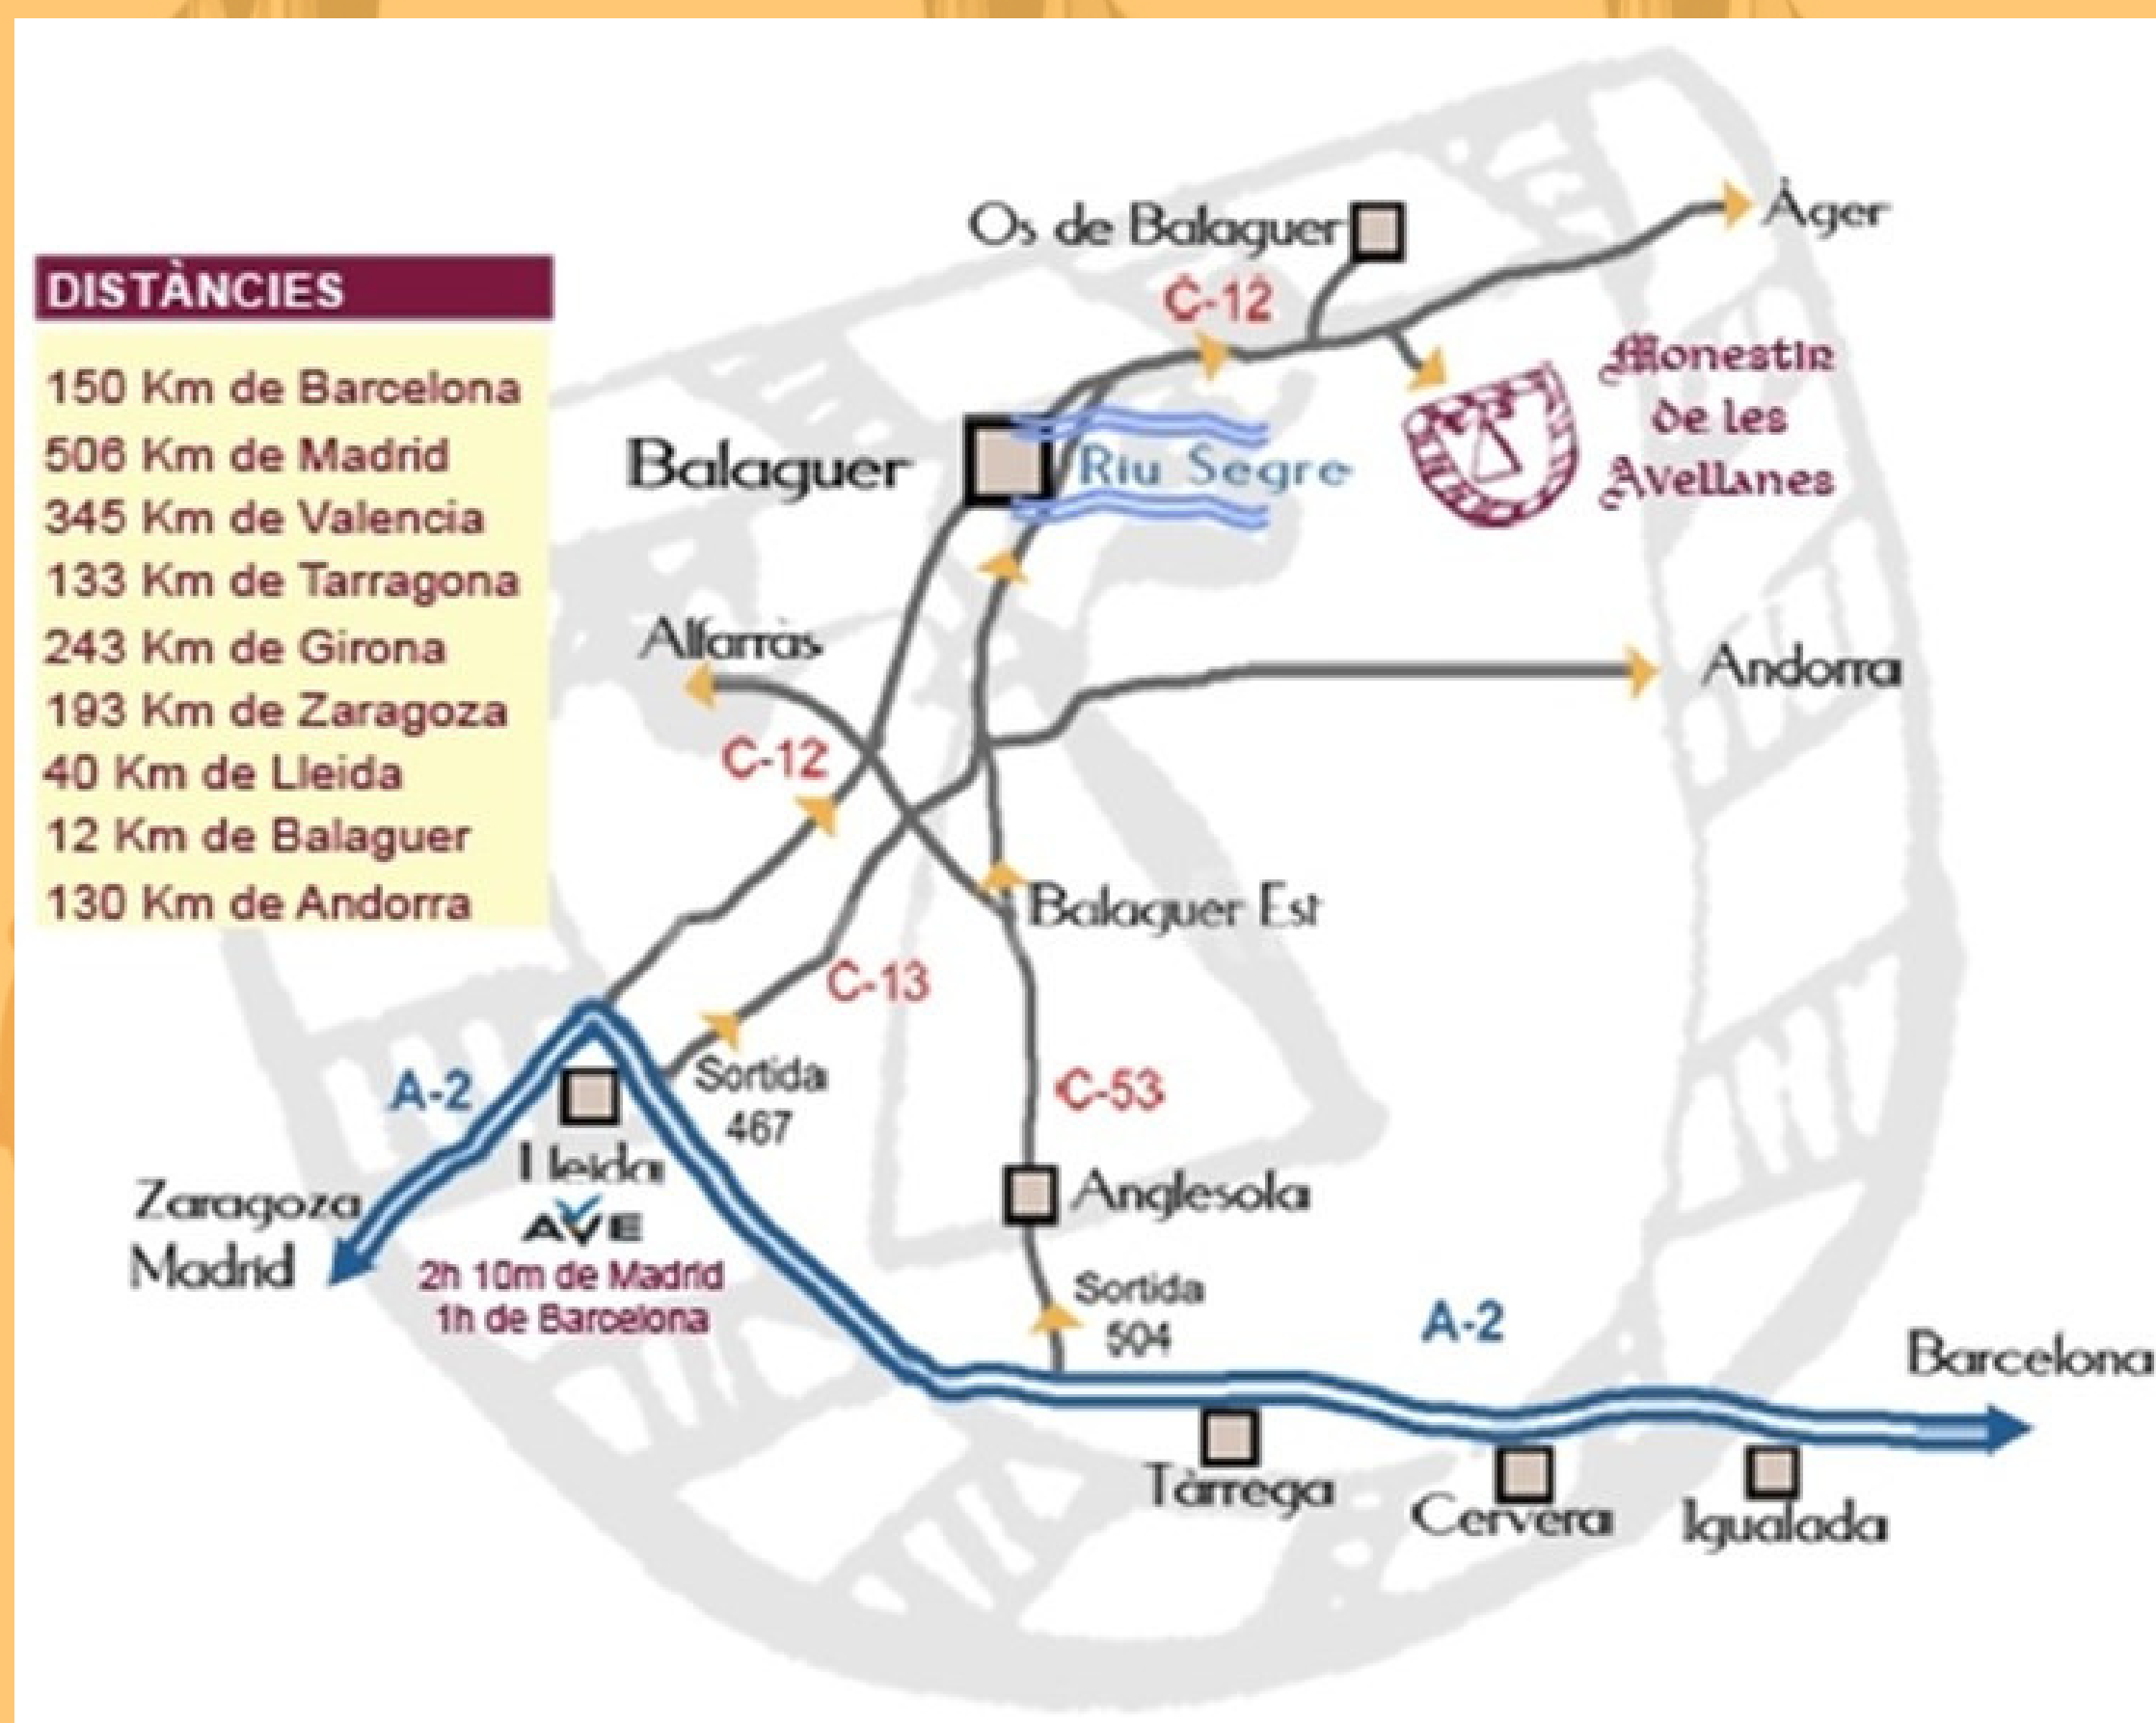 DISTÀNCIES
150 Km de Barcelona
506 Km de Madrid
345 Km de Valencia
133 Km de Tarragona
243 Km de Girona
193 Km de Zaragoza
40 Km de Lleida
12 Km de Balaguer
130 Km de Andorra
Os de Balaguer
Àger
C-12
Monestir
de les
Avellanes
Balaguer
Riu Segre
Alfarràs
Andorra
C-12
Balaguer Est
C-13
A-2
Sortida
467
C-53
Lleida
AVE
2h 10m de Madrid
1h de Barcelona
Zaragoza
Madrid
Anglesola
Sortida
504
A-2
Barcelona
Tàrrega
Cervera
Igualada